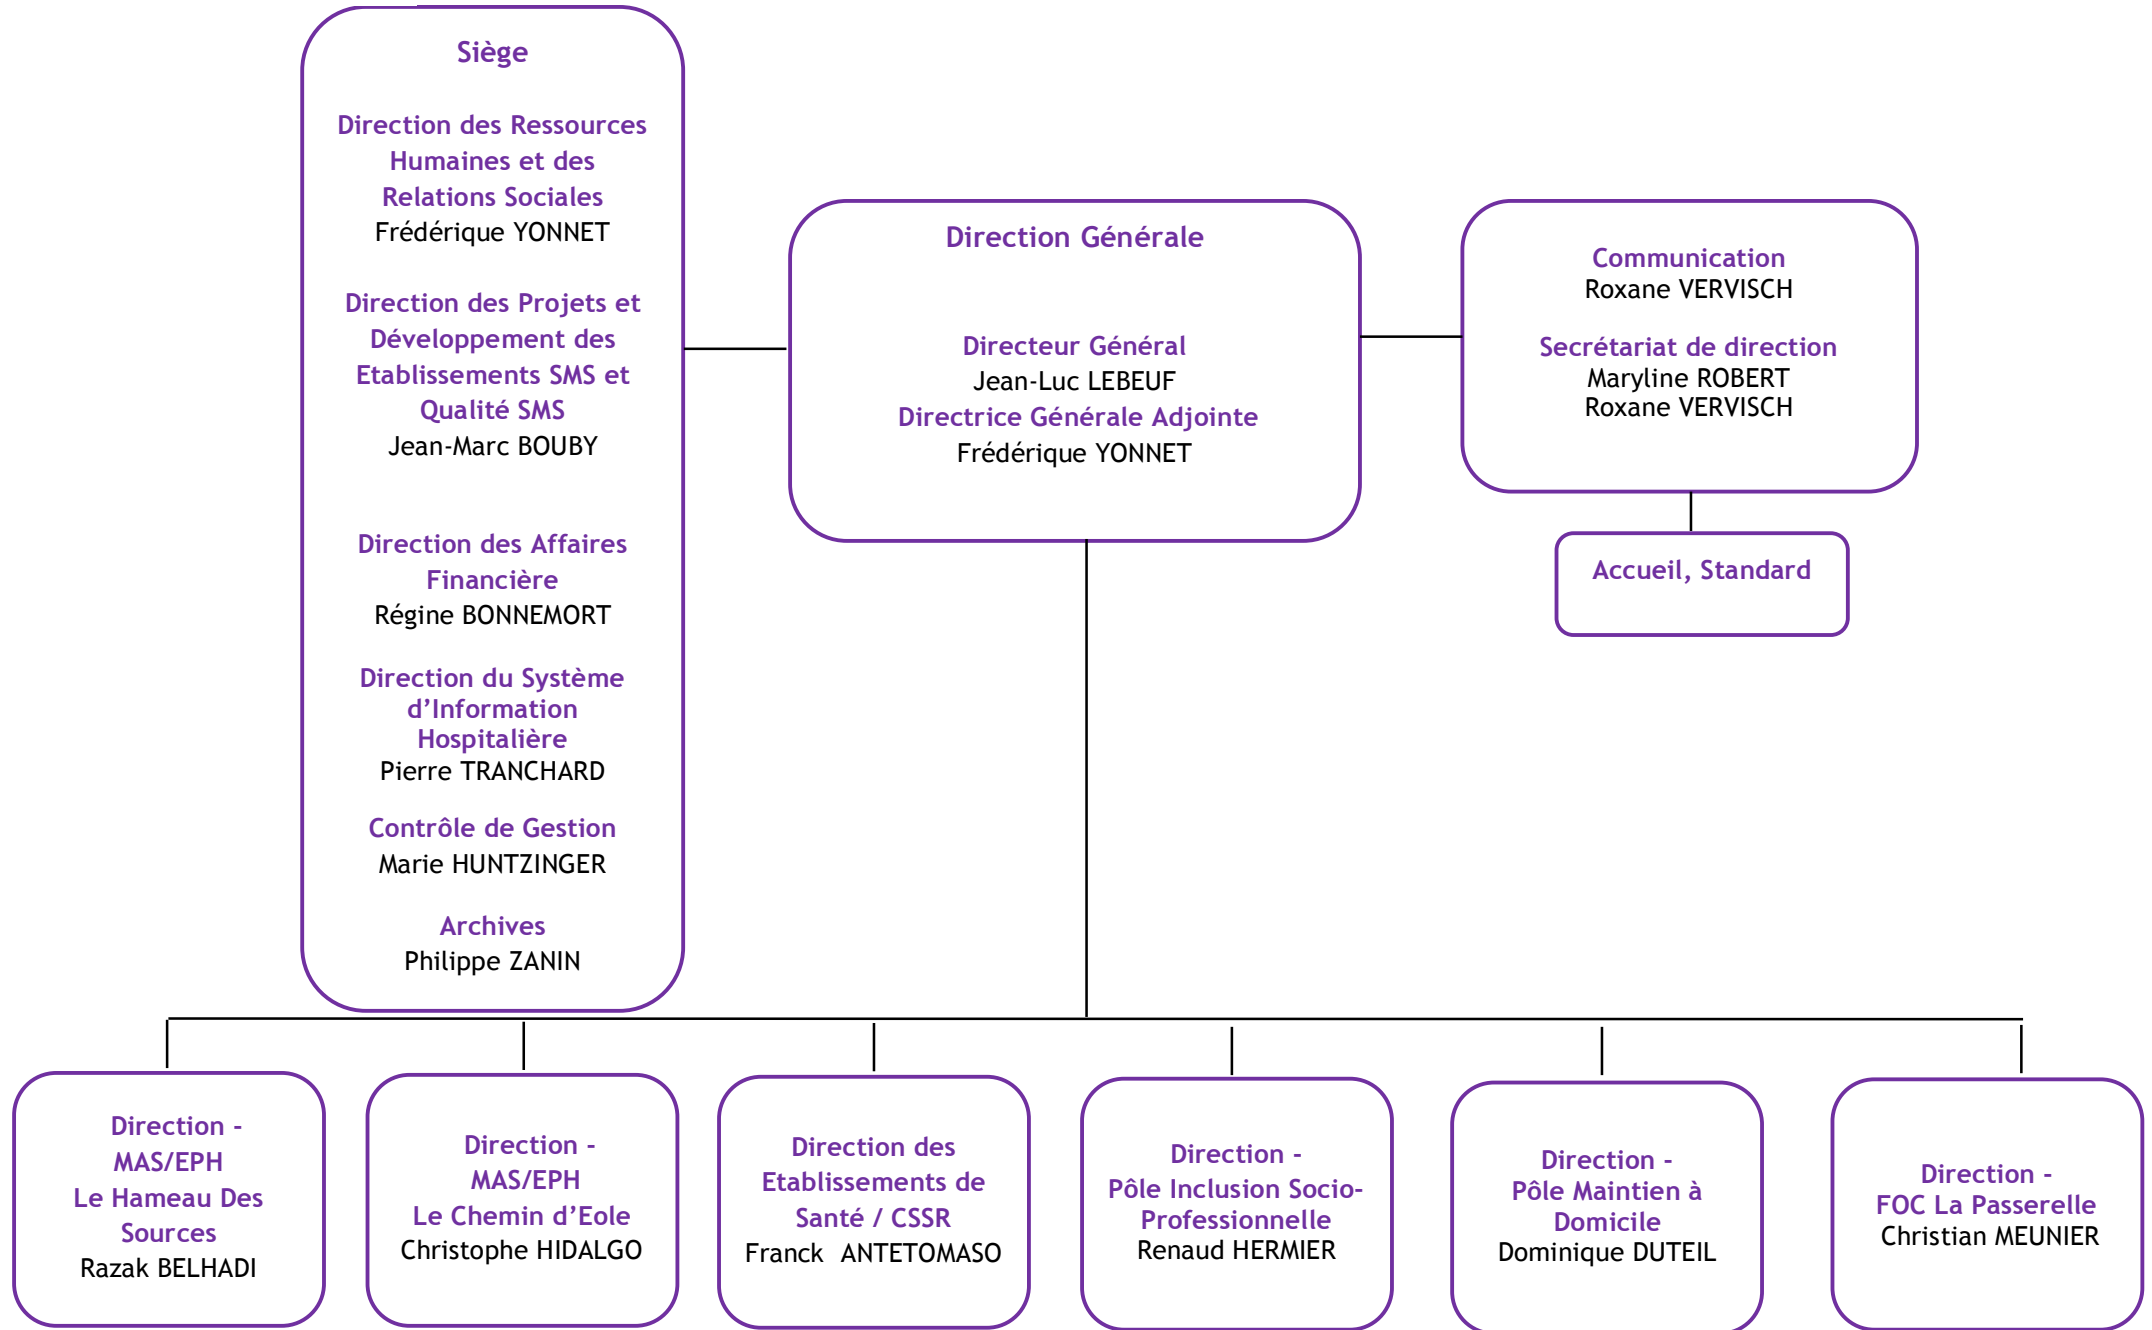 Siège
Direction des Ressources
Humaines et des
Relations Sociales
Frédérique YONNET
Direction des Projets et
Développement des
Etablissements SMS et
Qualité SMS
Jean-Marc BOUBY
Direction des Affaires
Financière
Régine BONNEMORT
Direction du Système
d’Information
Hospitalière
Pierre TRANCHARD
Contrôle de Gestion
Marie HUNTZINGER
Archives
Philippe ZANIN
Direction Générale
Directeur Général
Jean-Luc LEBEUF
Directrice Générale Adjointe
Frédérique YONNET
Communication
Roxane VERVISCH
Secrétariat de direction
Maryline ROBERT
Roxane VERVISCH
Accueil, Standard
Direction -
MAS/EPH
Le Hameau Des
Sources
Razak BELHADI
Direction -
MAS/EPH
Le Chemin d’Eole
Christophe HIDALGO
Direction des
Etablissements de
Santé / CSSR
Franck  ANTETOMASO
Direction -
Pôle Inclusion Socio-
Professionnelle
Renaud HERMIER
Direction -
Pôle Maintien à
Domicile
Dominique DUTEIL
Direction -
FOC La Passerelle
Christian MEUNIER